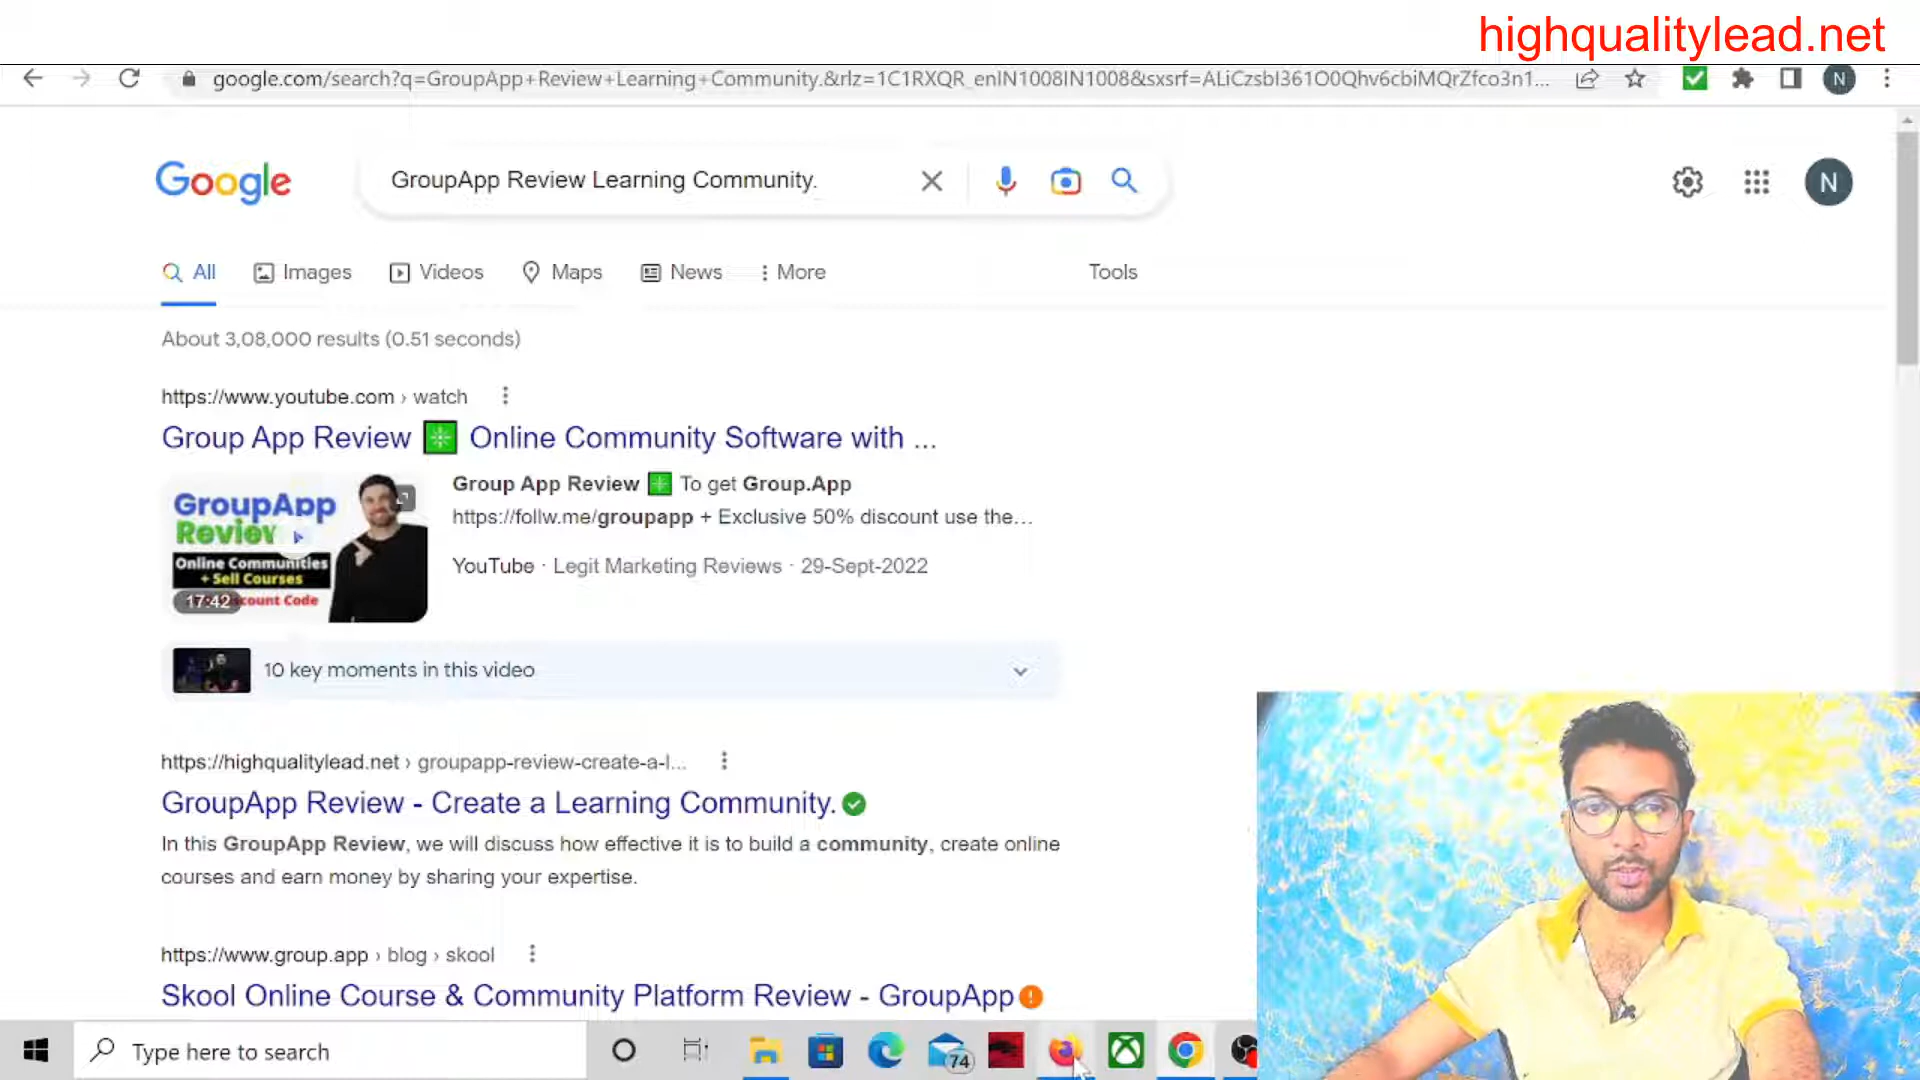 highqualitylead.net
google.com/search?q=GroupApp+Review+Learning+Community.&rlz=1C1RXQR_enIN1008IN1008&sxsrf=ALiCzsbI361O0Qhv6cbiMQrZfco3n1...
N
Google
GroupApp Review Learning Community.
N
All
Images
Videos
Maps
News
More
Tools
About 3,08,000 results (0.51 seconds)
https://www.youtube.com › watch
Group App Review ✳️ Online Community Software with ...
GroupApp
Review
Online Communities
+ Sell Courses
17:42
count Code
Group App Review ✳️ To get Group.App
https://follw.me/groupapp + Exclusive 50% discount use the...
YouTube · Legit Marketing Reviews · 29-Sept-2022
10 key moments in this video
https://highqualitylead.net › groupapp-review-create-a-l...
GroupApp Review - Create a Learning Community.
In this GroupApp Review, we will discuss how effective it is to build a community, create online
courses and earn money by sharing your expertise.
https://www.group.app › blog › skool
Skool Online Course & Community Platform Review - GroupApp
Type here to search
74